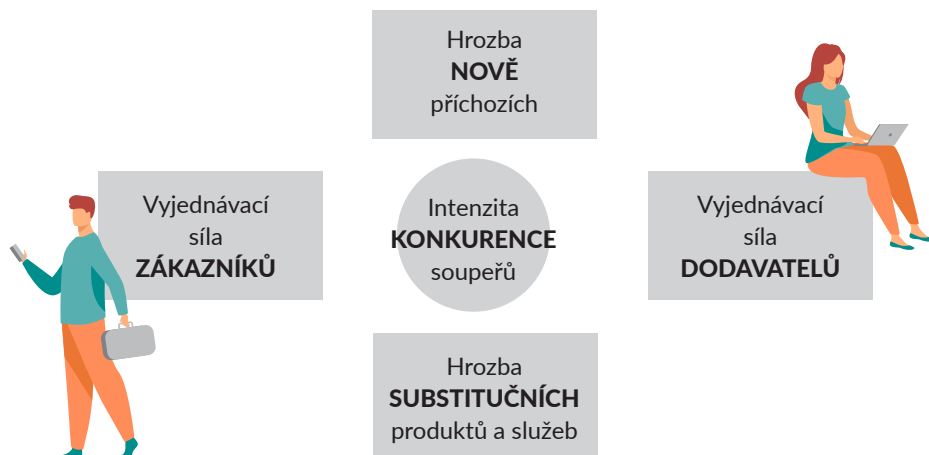 Hrozba
NOVĚ
příchozích
Vyjednávací
síla
ZÁKAZNÍKŮ
Intenzita
KONKURENCE
soupeřů
Vyjednávací
síla
DODAVATELŮ
Hrozba
SUBSTITUČNÍCH
produktů a služeb